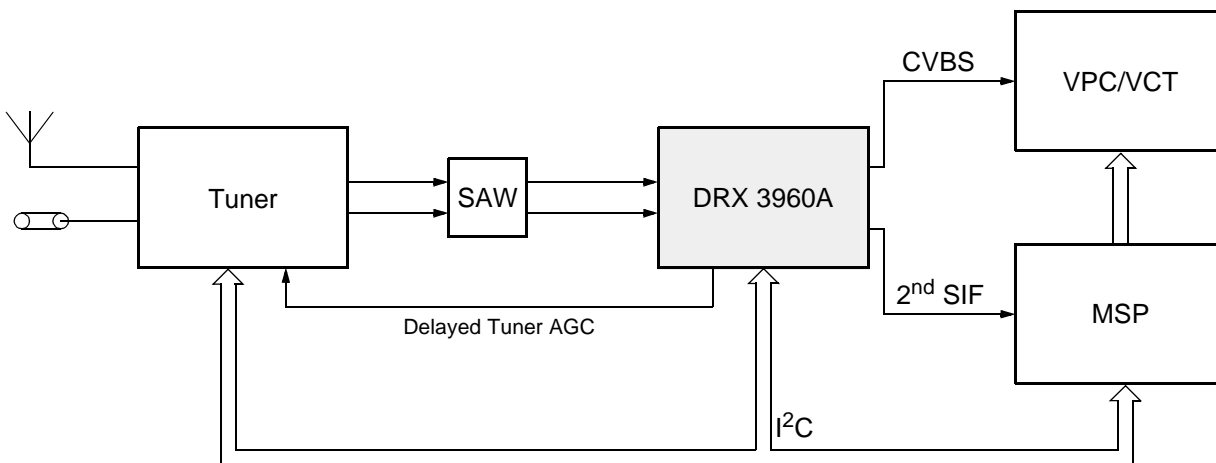 CVBS
VPC/VCT
Tuner
SAW
DRX 3960A
2nd SIF
MSP
Delayed Tuner AGC
I2C